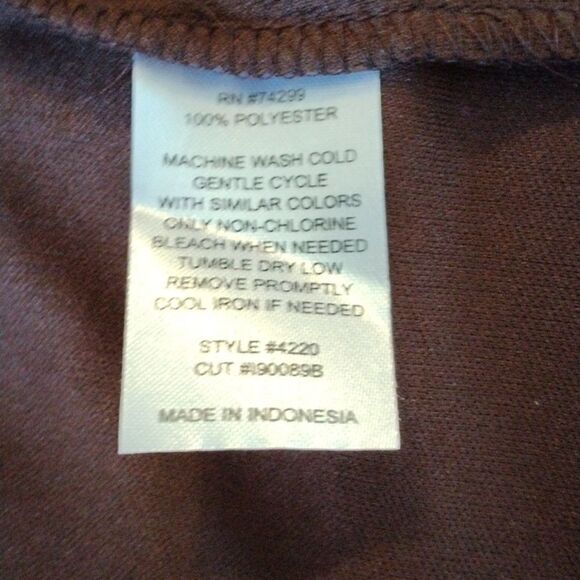 RN #74299
100% POLYESTER
MACHINE WASH COLD
GENTLE CYCLE
WITH SIMILAR COLORS
ONLY NON-CHLORINE
BLEACH WHEN NEEDED
TUMBLE DRY LOW
REMOVE PROMPTLY
COOL IRON IF NEEDED
STYLE #4220
CUT #I90089B
MADE IN INDONESIA